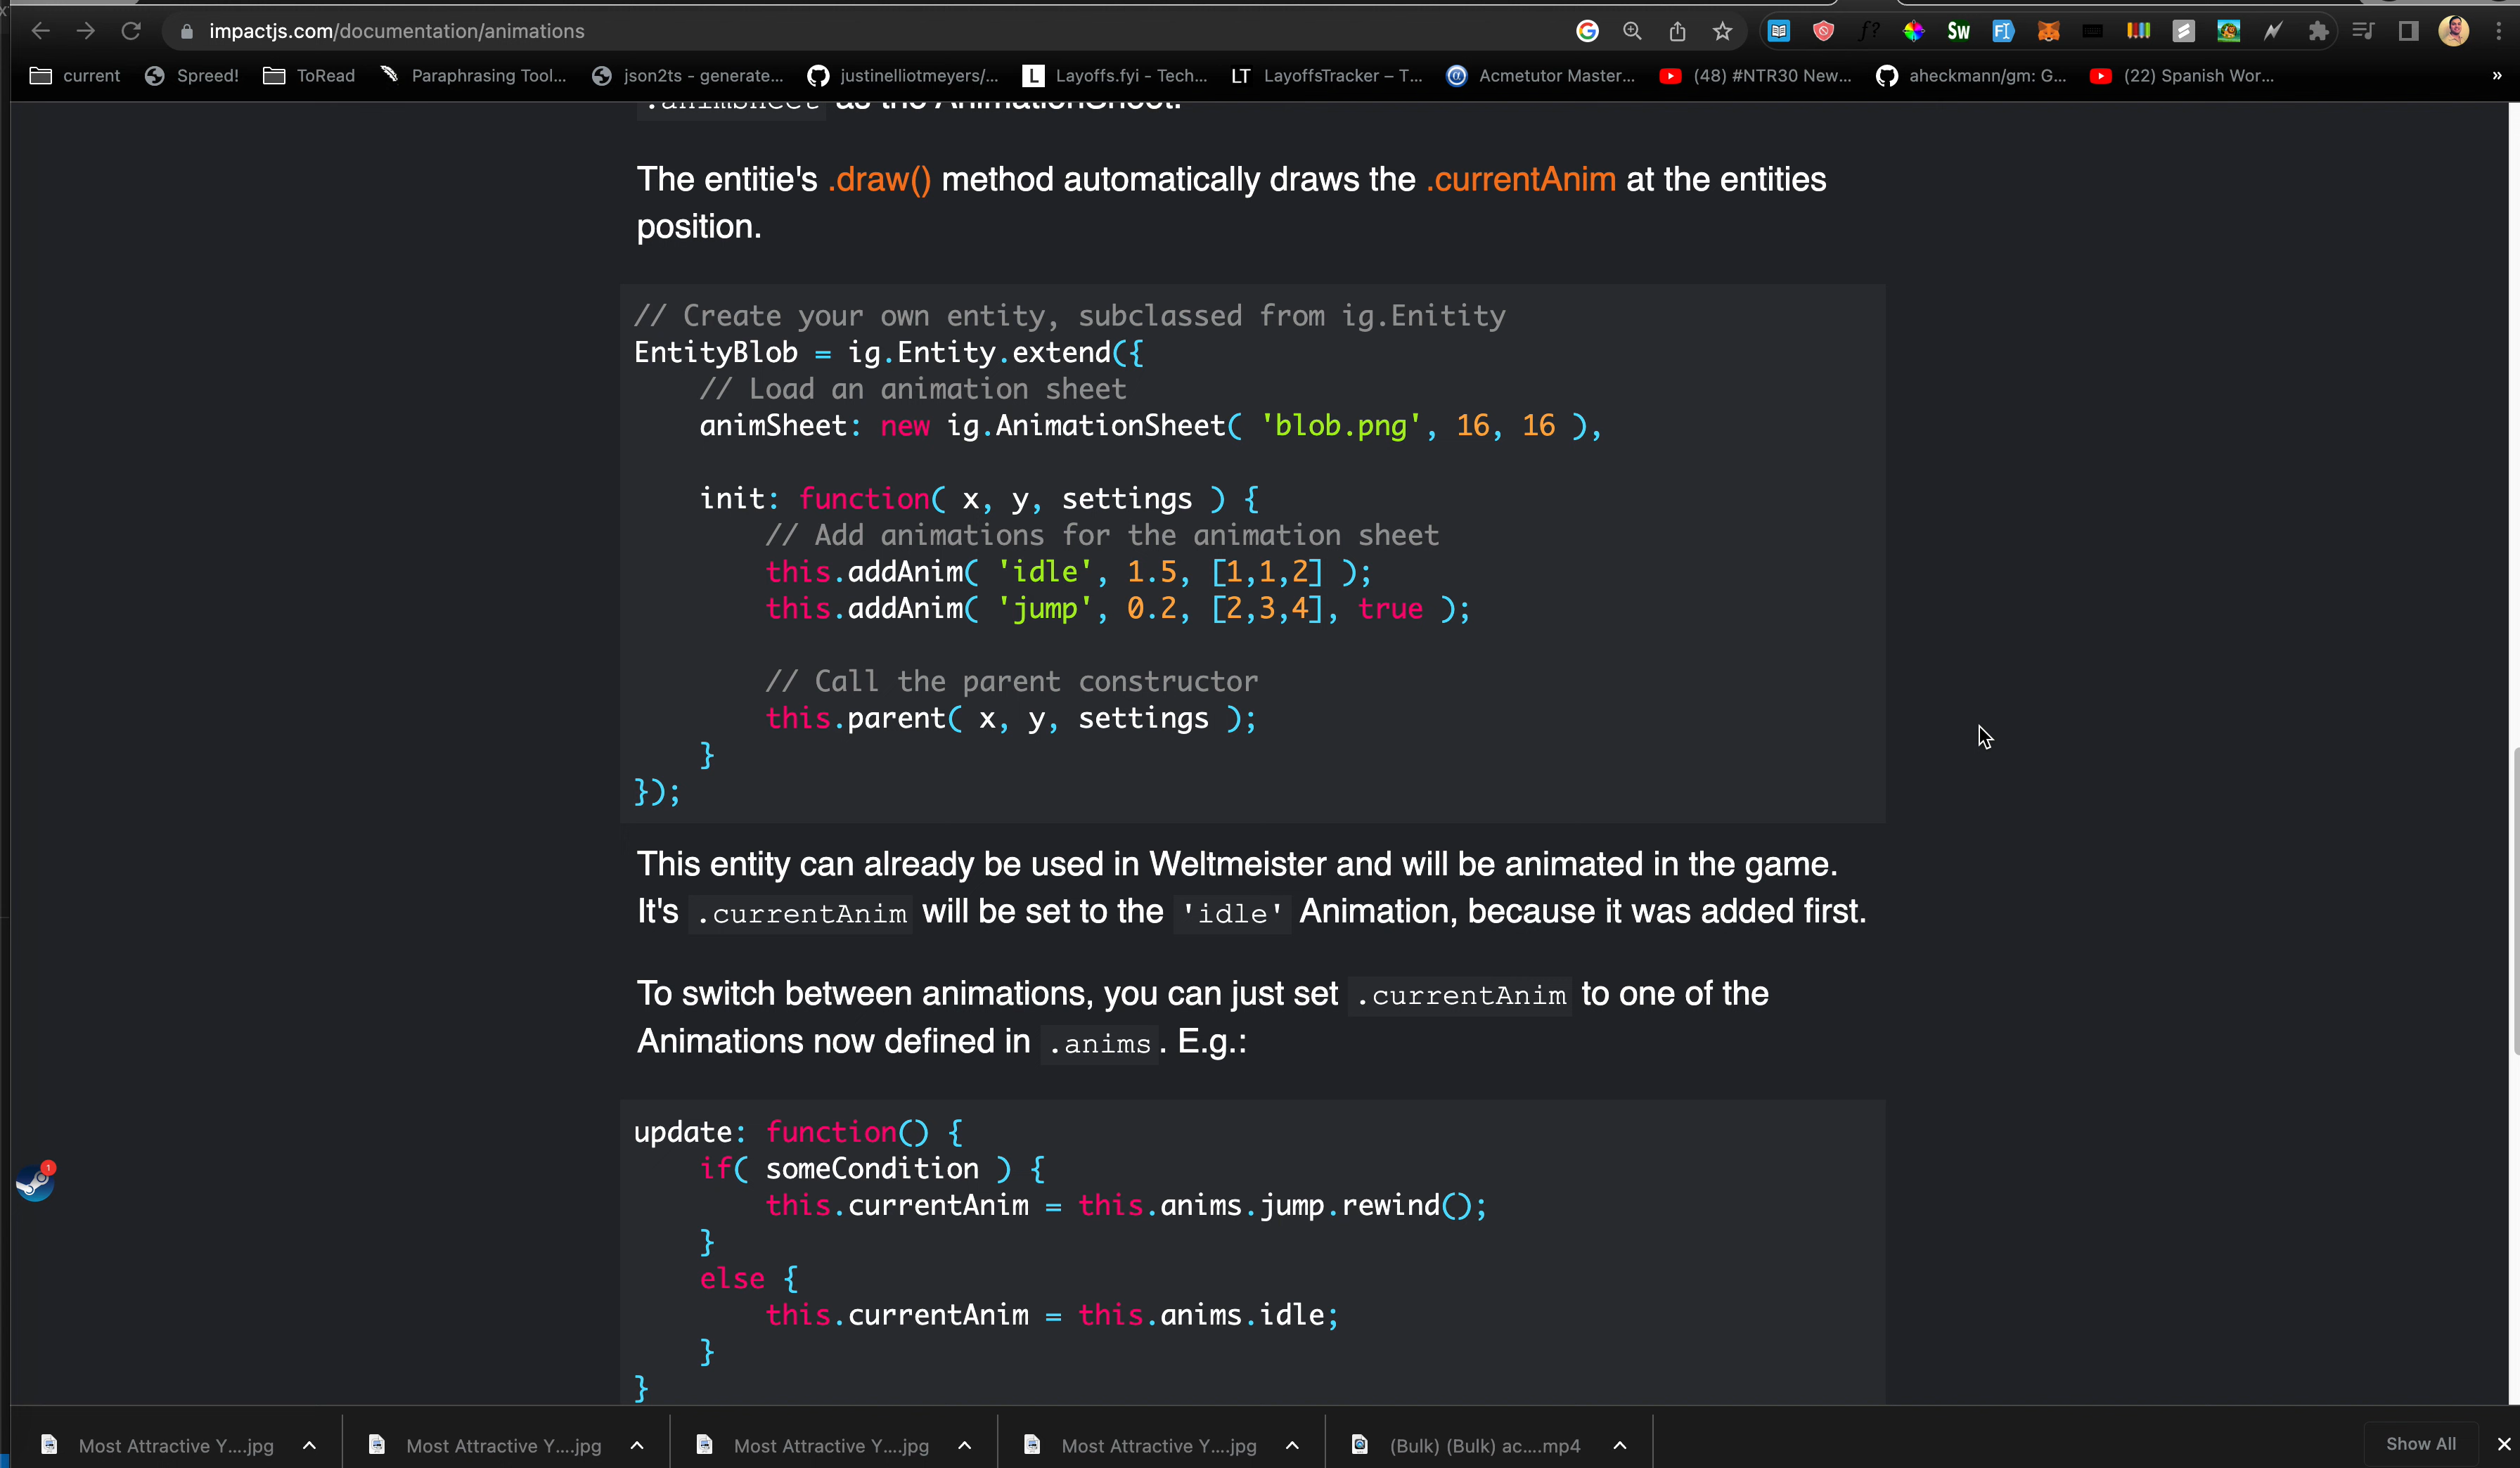 impactjs.com/documentation/animations
current
Spreed!
ToRead
Paraphrasing Tool...
json2ts - generate...
justinelliotmeyers/...
L Layoffs.fyi - Tech...
LT LayoffsTracker – T...
Acmetutor Master...
(48) #NTR30 New...
aheckmann/gm: G...
(22) Spanish Wor...
»
.animSheet as the AnimationSheet.
The entitie's .draw() method automatically draws the .currentAnim at the entities
position.
// Create your own entity, subclassed from ig.Enitity
EntityBlob = ig.Entity.extend({
// Load an animation sheet
animSheet: new ig.AnimationSheet( 'blob.png', 16, 16 ),
init: function( x, y, settings ) {
// Add animations for the animation sheet
this.addAnim( 'idle', 1.5, [1,1,2] );
this.addAnim( 'jump', 0.2, [2,3,4], true );
// Call the parent constructor
this.parent( x, y, settings );
}
});
This entity can already be used in Weltmeister and will be animated in the game.
It's .currentAnim will be set to the 'idle' Animation, because it was added first.
To switch between animations, you can just set .currentAnim to one of the
Animations now defined in .anims. E.g.:
update: function() {
if( someCondition ) {
this.currentAnim = this.anims.jump.rewind();
}
else {
this.currentAnim = this.anims.idle;
}
}
1
Most Attractive Y....jpg
Most Attractive Y....jpg
Most Attractive Y....jpg
Most Attractive Y....jpg
(Bulk) (Bulk) ac....mp4
Show All